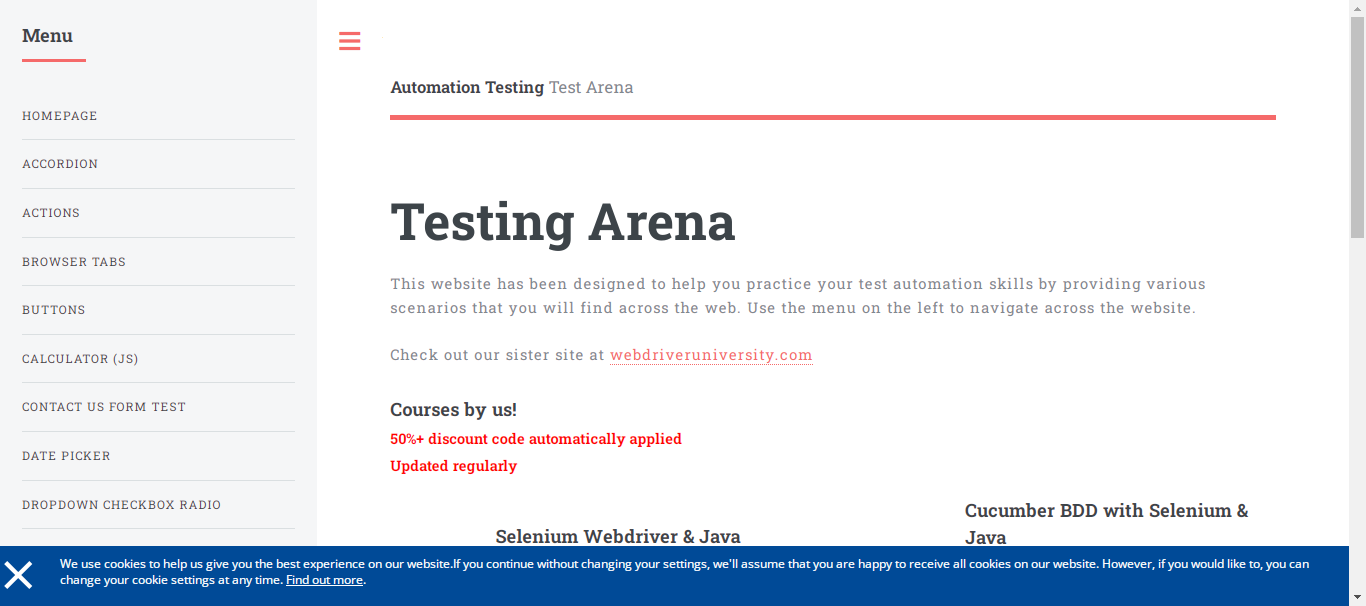 Menu
HOMEPAGE
ACCORDION
ACTIONS
BROWSER TABS
BUTTONS
CALCULATOR (JS)
CONTACT US FORM TEST
DATE PICKER
DROPDOWN CHECKBOX RADIO
Automation Testing Test Arena
Testing Arena
This website has been designed to help you practice your test automation skills by providing various
scenarios that you will find across the web. Use the menu on the left to navigate across the website.
Check out our sister site at webdriveruniversity.com
Courses by us!
50%+ discount code automatically applied
Updated regularly
Selenium Webdriver & Java
Cucumber BDD with Selenium &
Java
We use cookies to help us give you the best experience on our website.If you continue without changing your settings, we'll assume that you are happy to receive all cookies on our website. However, if you would like to, you can
change your cookie settings at any time. Find out more.